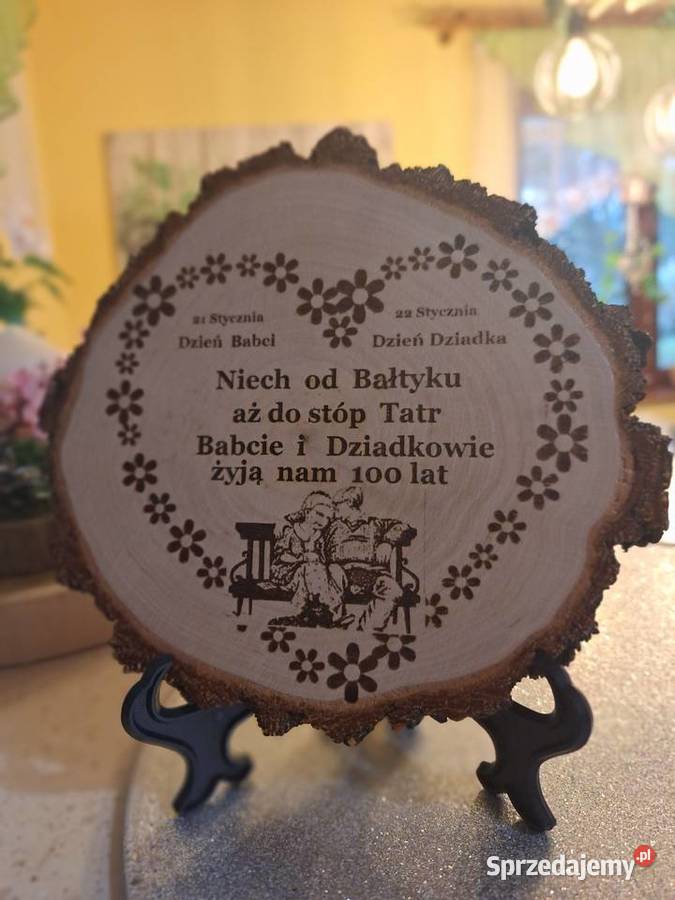 21 Stycznia
Dzień Babci
22 Stycznia
Dzień Dziadka
Niech od Bałtyku
aż do stóp Tatr
Babcie i Dziadkowie
żyją nam 100 lat
Sprzedajemy.pl